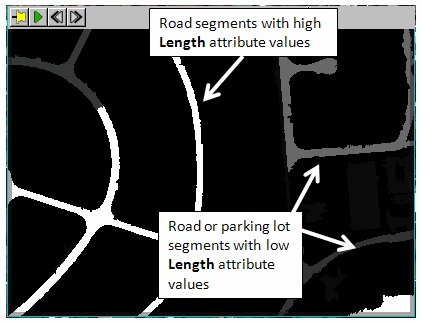 Road segments with high
Length attribute values
Road or parking lot
segments with low
Length attribute
values